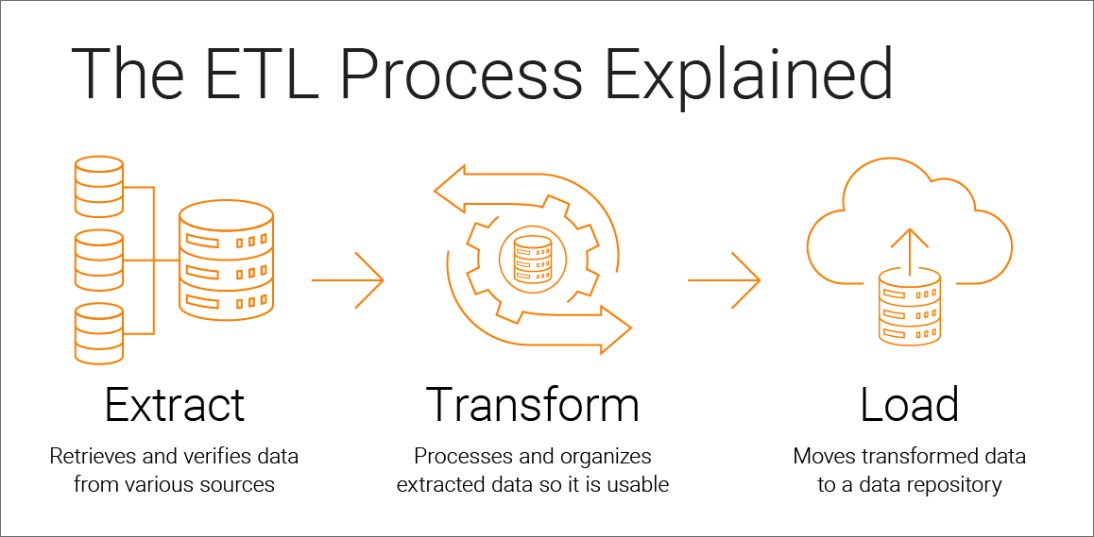 The ETL Process Explained
Extract
Retrieves and verifies data
from various sources
Transform
Processes and organizes
extracted data so it is usable
Load
Moves transformed data
to a data repository